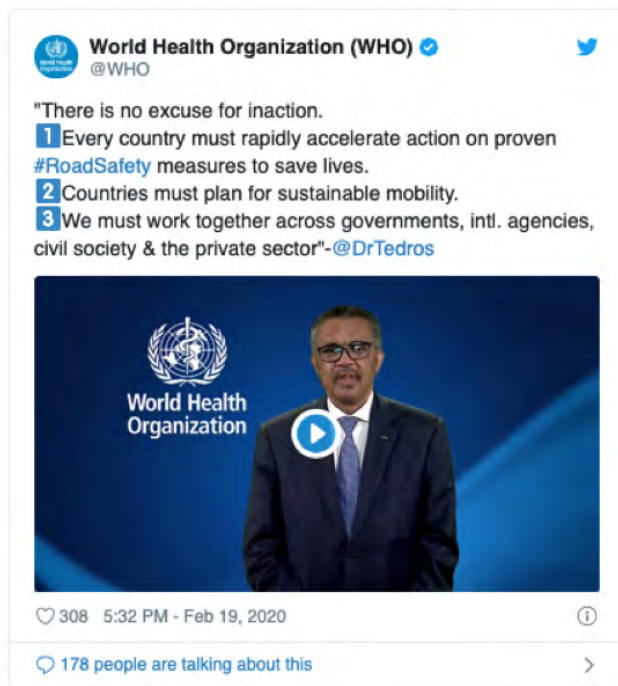 World Health Organization (WHO)
@WHO
"There is no excuse for inaction.
1️⃣Every country must rapidly accelerate action on proven
#RoadSafety measures to save lives.
2️⃣Countries must plan for sustainable mobility.
3️⃣We must work together across governments, intl. agencies,
civil society & the private sector"-@DrTedros
World Health
Organization
308 5:32 PM - Feb 19, 2020
178 people are talking about this